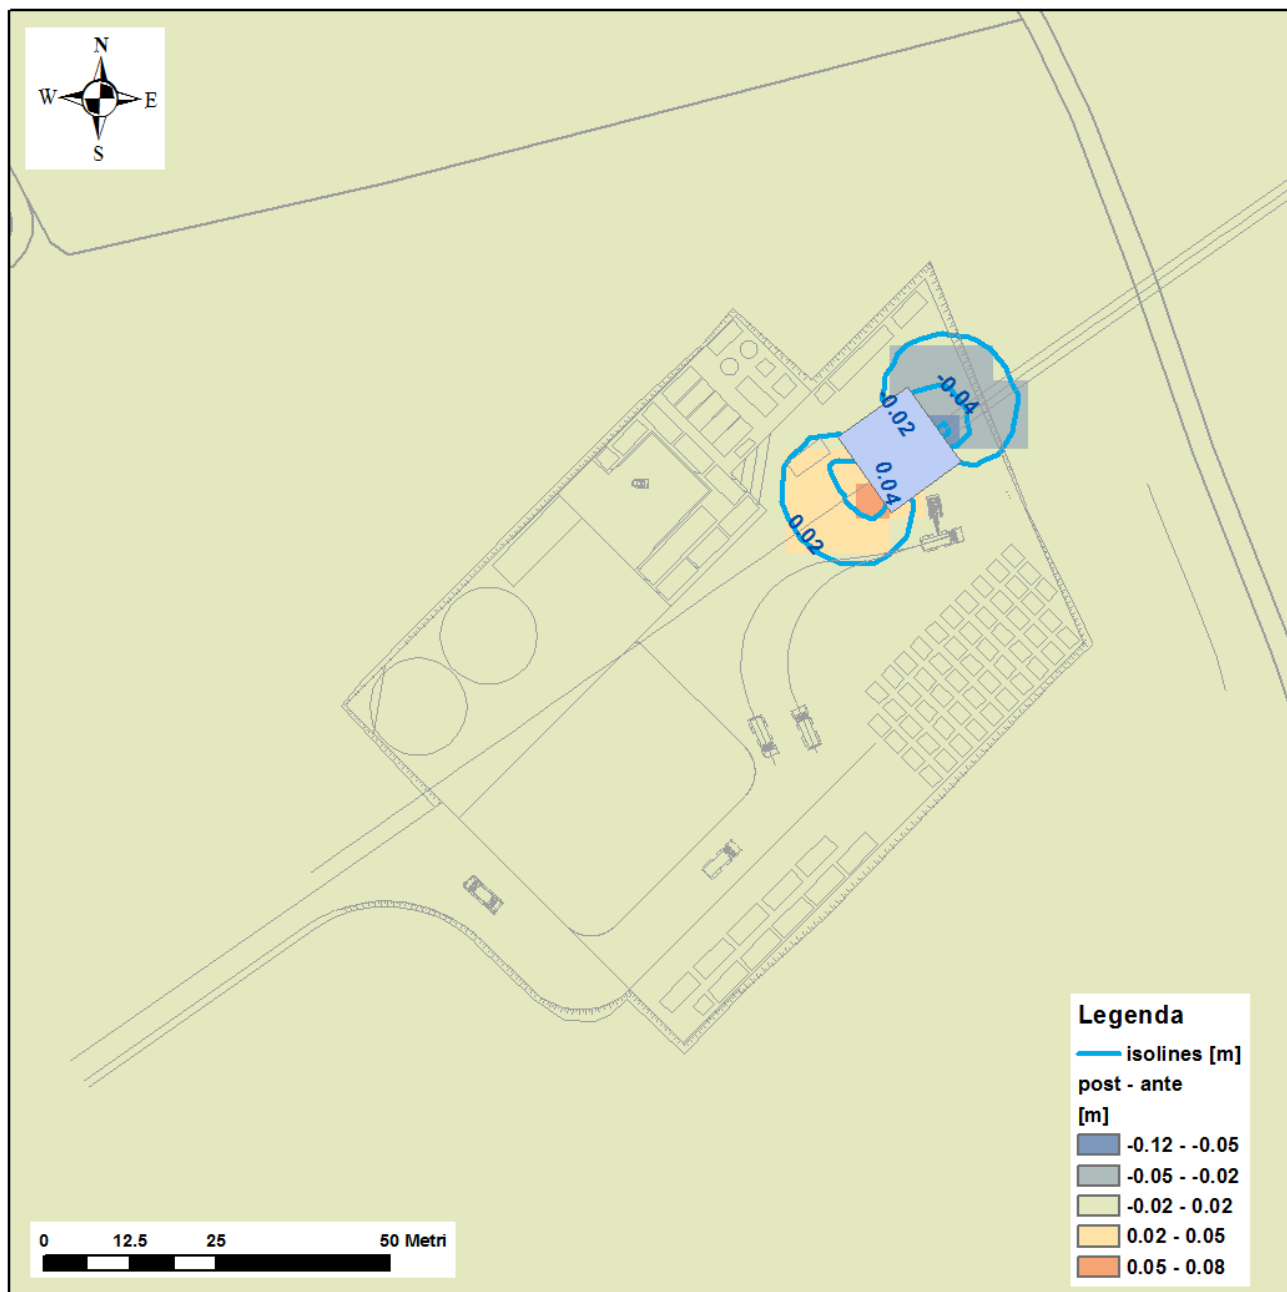 N
W E
S
-0.04
-0.02
0.04
0.02
Legenda
isolines [m]
post - ante
[m]
-0.12 - -0.05
-0.05 - -0.02
-0.02 - 0.02
0.02 - 0.05
0.05 - 0.08
0 12.5 25 50 Metri